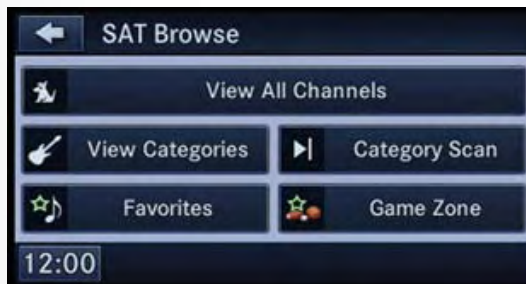 SAT Browse
View All Channels
View Categories
Category Scan
Favorites
Game Zone
12:00